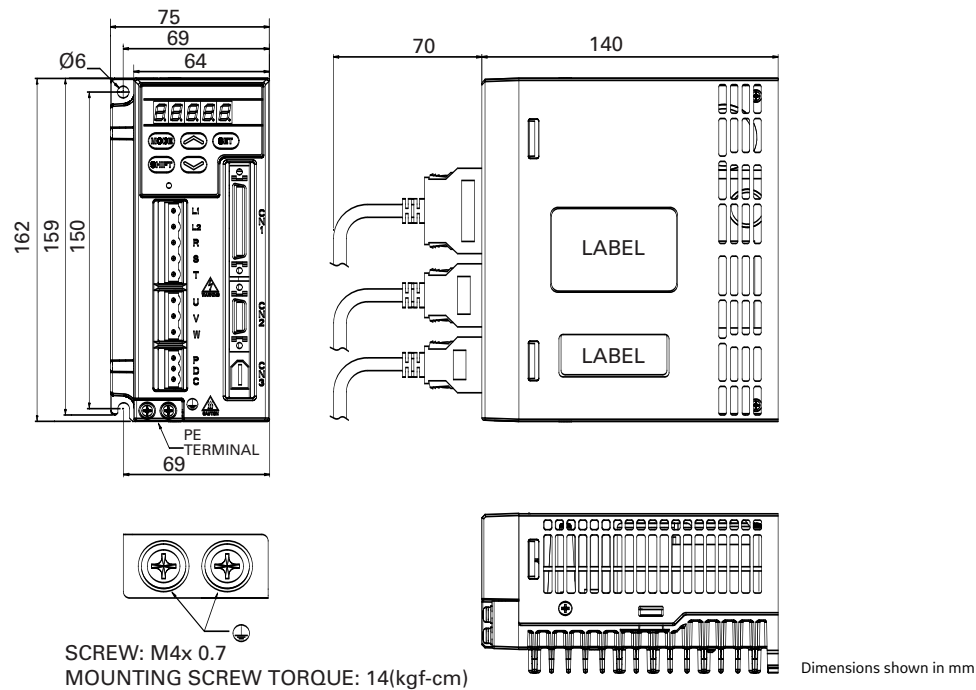 75
69
64
Ø6
162
159
150
MODE
SET
SHIFT
L1
L2
R
S
T
U
V
W
P
D
C
CN1
CN2
CN3
PE
TERMINAL
69
70
140
LABEL
LABEL
SCREW: M4x 0.7
MOUNTING SCREW TORQUE: 14(kgf-cm)
Dimensions shown in mm